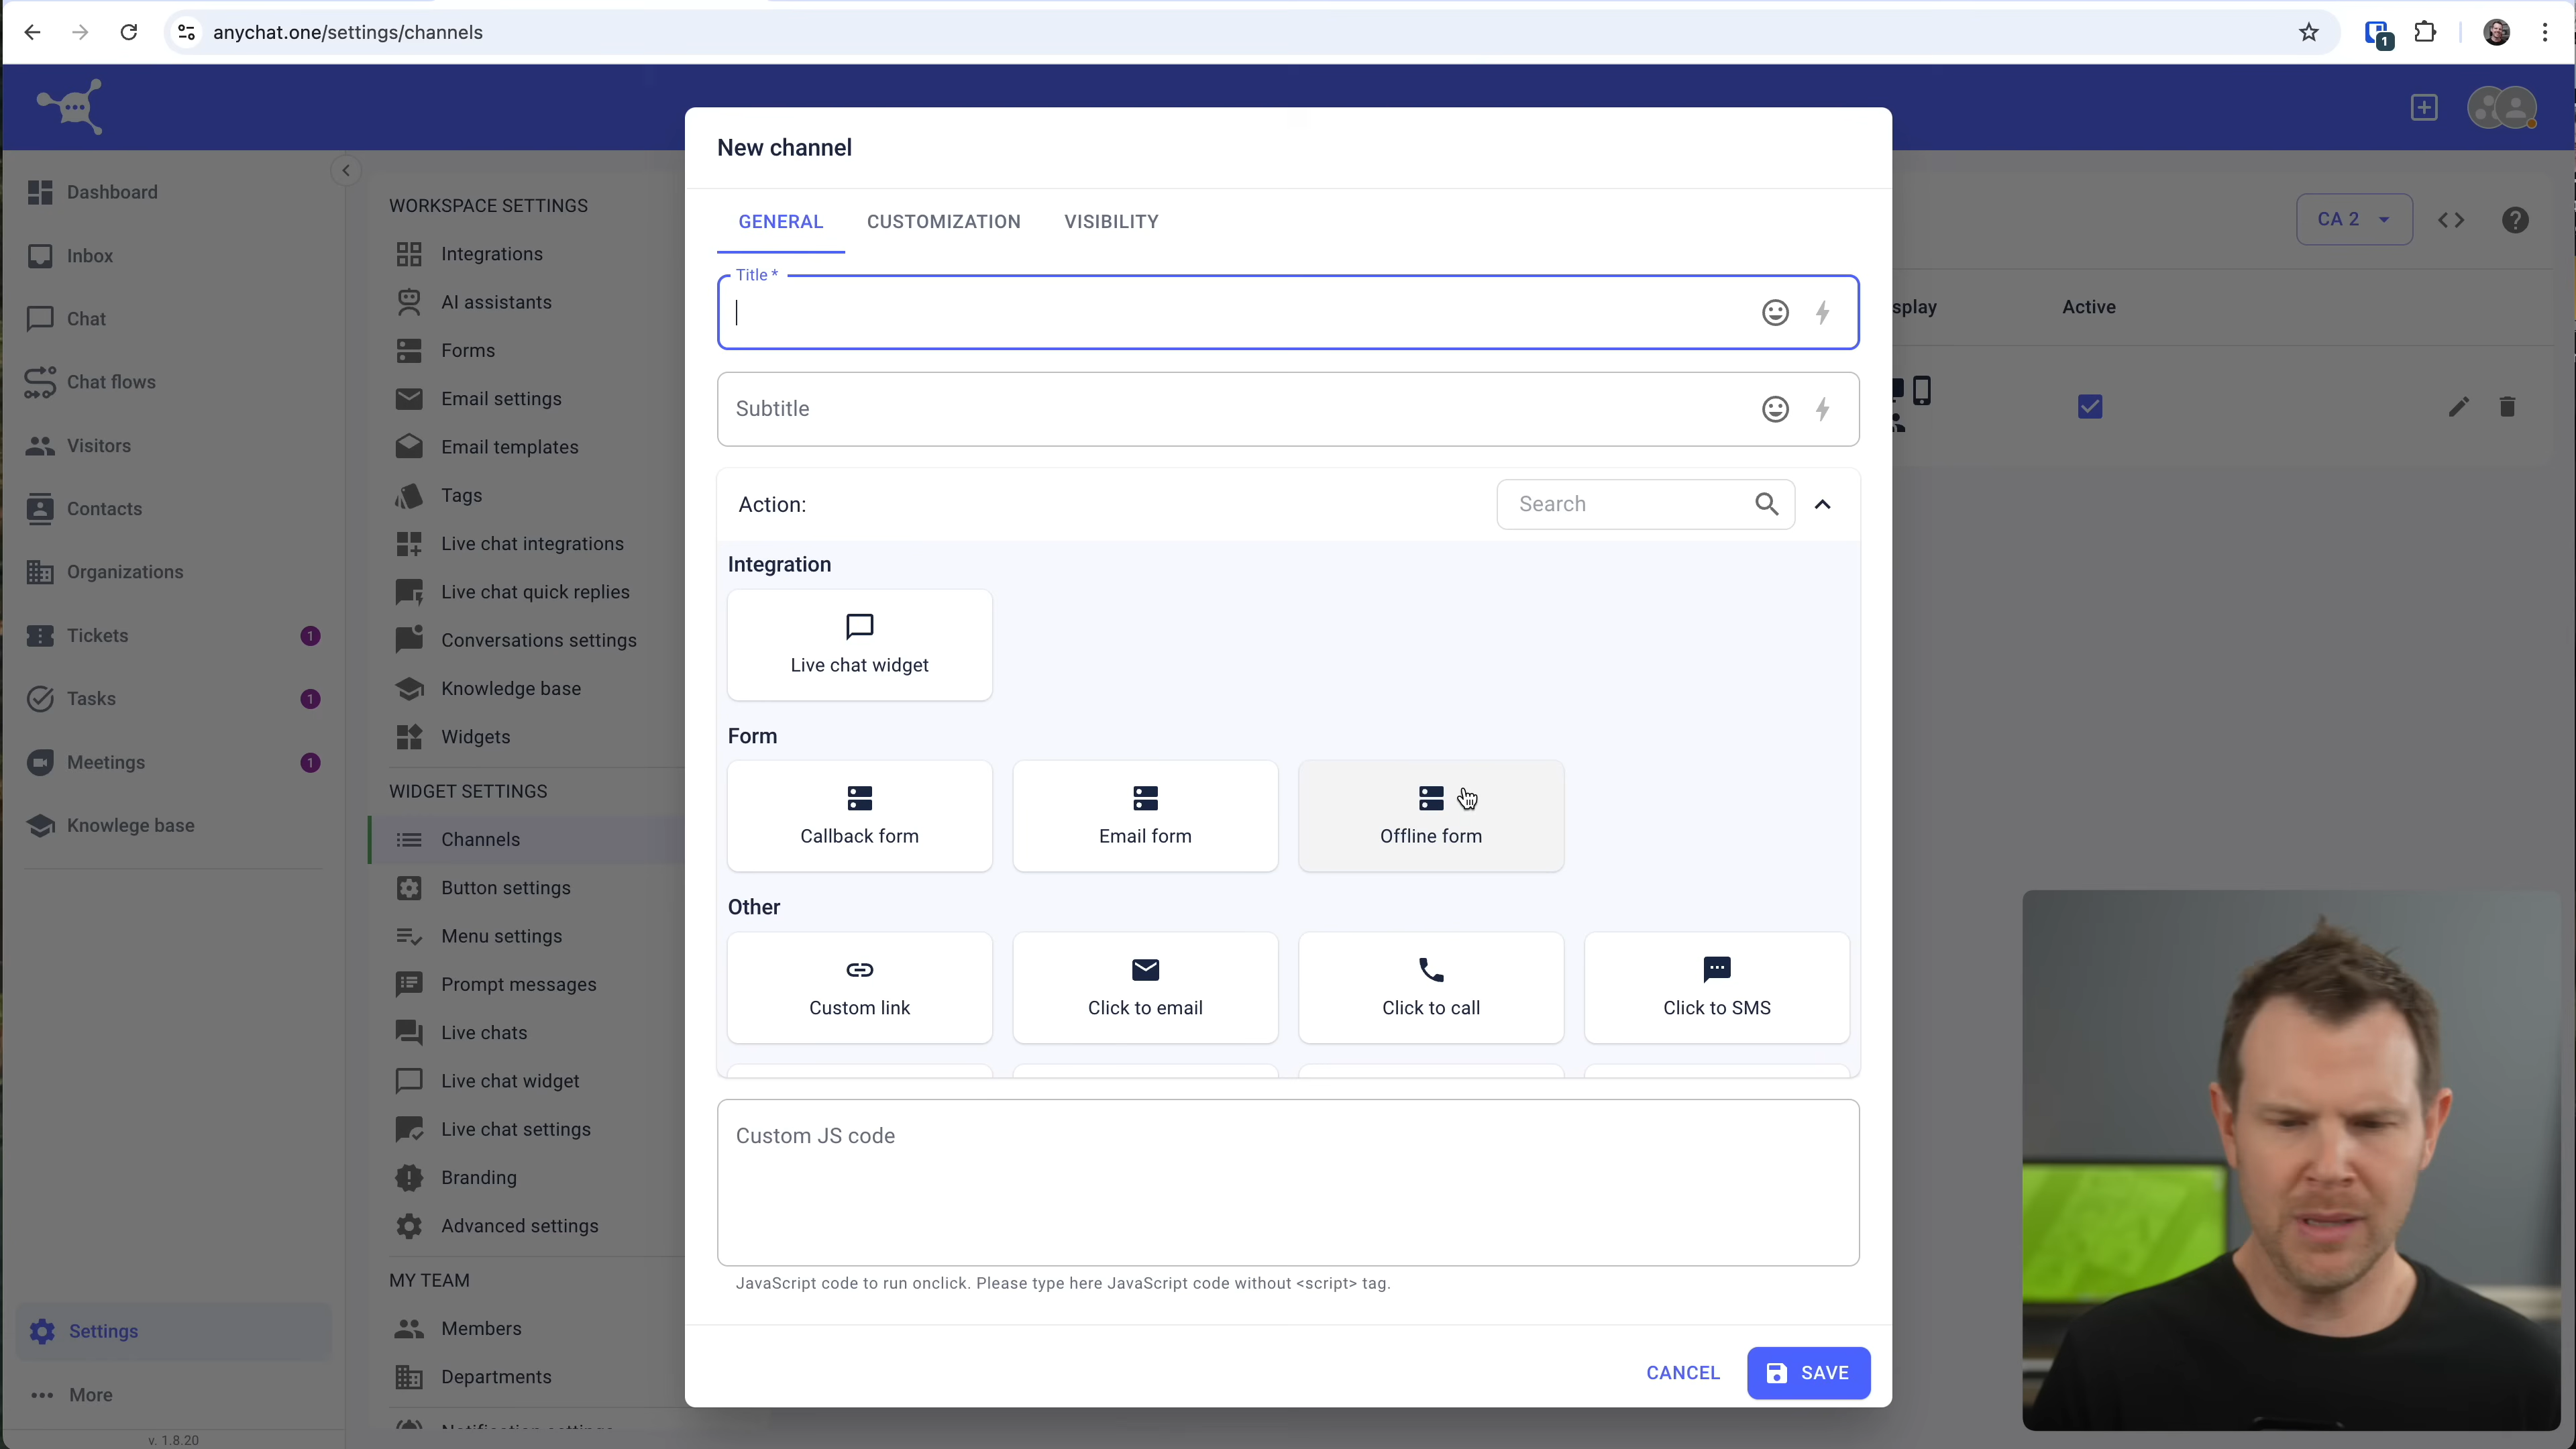 anychat.one/settings/channels
1
Dashboard
Inbox
Chat
Chat flows
Visitors
Contacts
Organizations
Tickets 1
Tasks 1
Meetings 1
Knowlege base
Settings
More
v. 1.8.20
WORKSPACE SETTINGS
Integrations
AI assistants
Forms
Email settings
Email templates
Tags
Live chat integrations
Live chat quick replies
Conversations settings
Knowledge base
Widgets
WIDGET SETTINGS
Channels
Button settings
Menu settings
Prompt messages
Live chats
Live chat widget
Live chat settings
Branding
Advanced settings
MY TEAM
Members
Departments
New channel
GENERAL CUSTOMIZATION VISIBILITY
Title *
Subtitle
Action: Search
Integration
Live chat widget
Form
Callback form Email form Offline form
Other
Custom link Click to email Click to call Click to SMS
Custom JS code
JavaScript code to run onclick. Please type here JavaScript code without <script> tag.
CANCEL SAVE
CA 2
splay Active